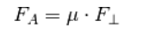 F_A = μ · F_⊥